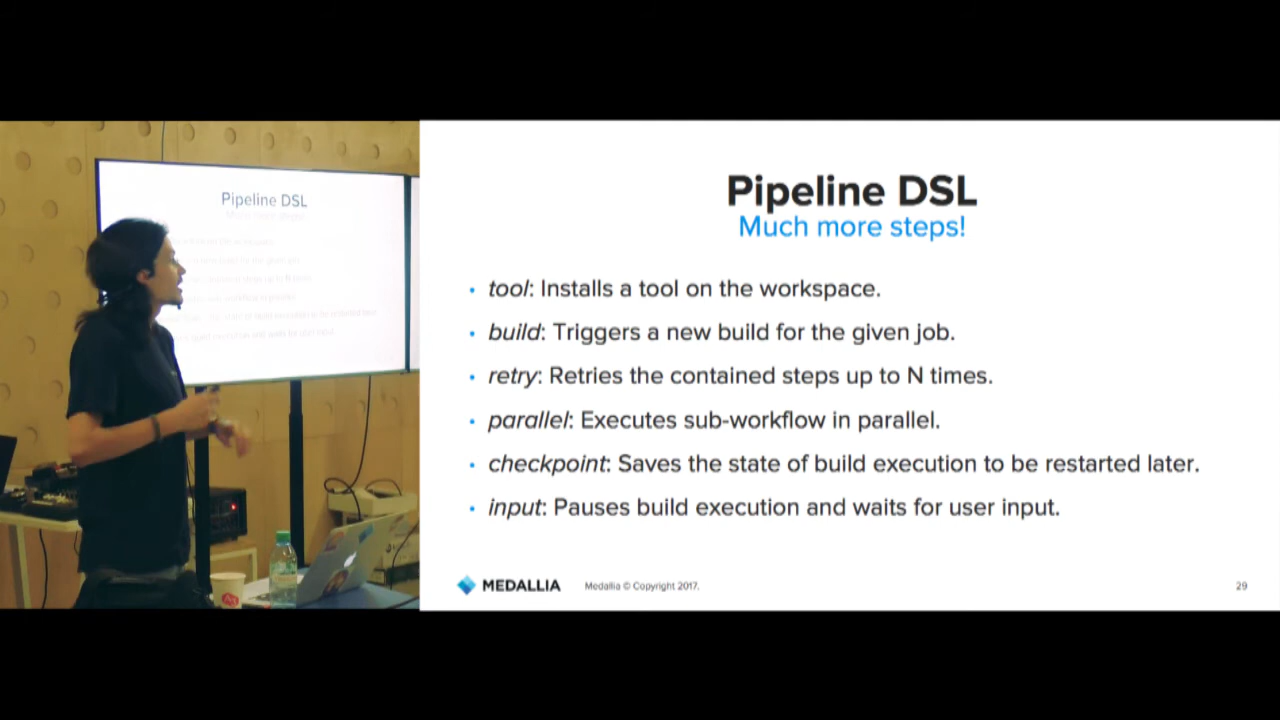 Pipeline DSL
Pipeline DSL
Much more steps!
• tool: Installs a tool on the workspace.
• build: Triggers a new build for the given job.
• retry: Retries the contained steps up to N times.
• parallel: Executes sub-workflow in parallel.
• checkpoint: Saves the state of build execution to be restarted later.
• input: Pauses build execution and waits for user input.
MEDALLIA Medallia © Copyright 2017. 29